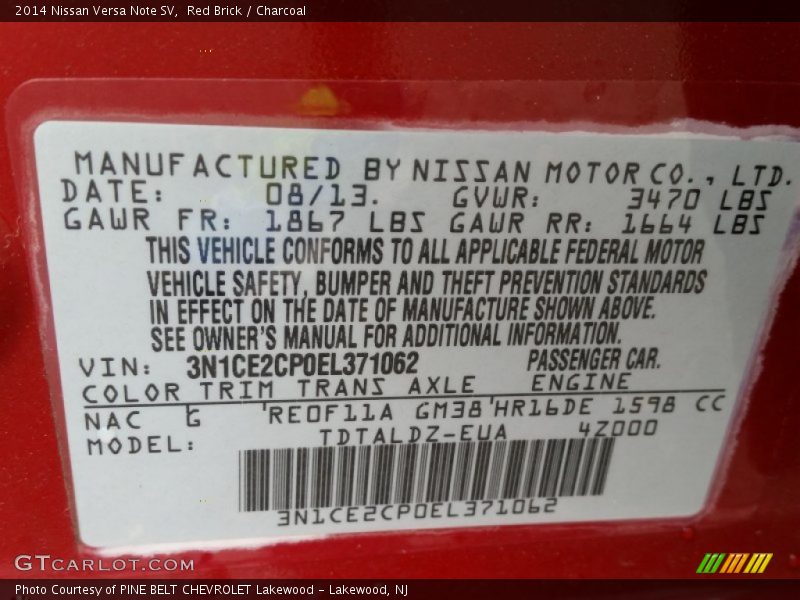 2014 Nissan Versa Note SV,  Red Brick / Charcoal
MANUFACTURED BY NISSAN MOTOR CO., LTD.
DATE: 08/13. GVWR: 3470 LBS
GAWR FR: 1867 LBS GAWR RR: 1664 LBS
THIS VEHICLE CONFORMS TO ALL APPLICABLE FEDERAL MOTOR
VEHICLE SAFETY, BUMPER AND THEFT PREVENTION STANDARDS
IN EFFECT ON THE DATE OF MANUFACTURE SHOWN ABOVE.
SEE OWNER'S MANUAL FOR ADDITIONAL INFORMATION.
VIN: 3N1CE2CP0EL371062 PASSENGER CAR.
COLOR TRIM TRANS AXLE ENGINE
NAC G 'RE0F11A GM38'HR16DE 1598 CC
MODEL: TDTALDZ-EUA 4Z000
3N1CE2CP0EL371062
GTCARLOT.COM
Photo Courtesy of PINE BELT CHEVROLET Lakewood - Lakewood, NJ